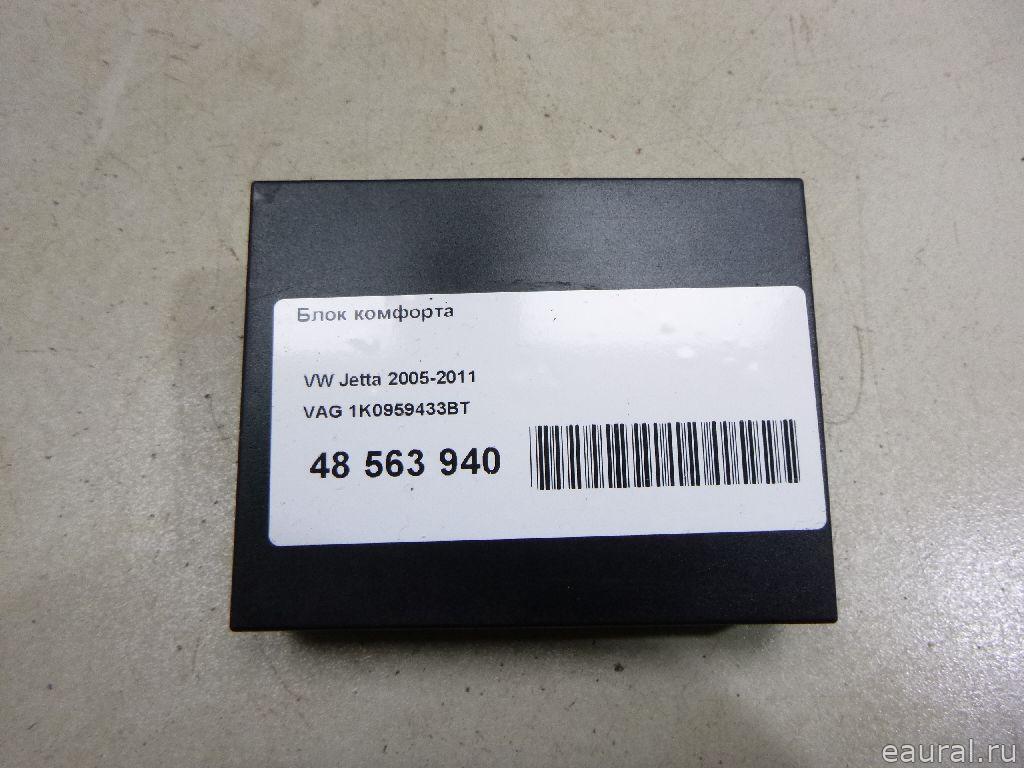 Блок комфорта
VW Jetta 2005-2011
VAG 1K0959433BT
48 563 940
eaural.ru